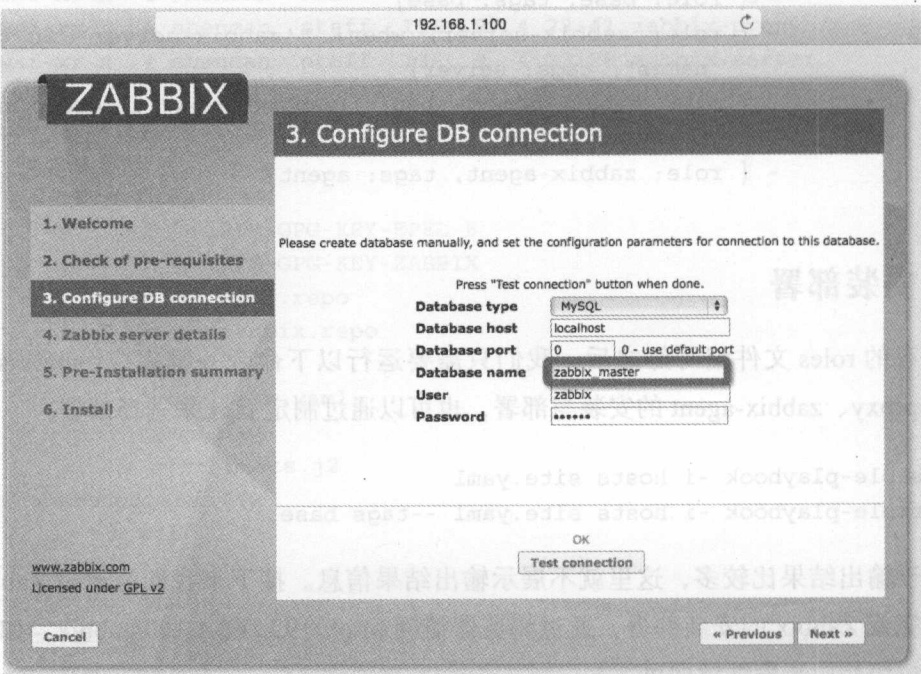 192.168.1.100
ZABBIX
3. Configure DB connection
1. Welcome
2. Check of pre-requisites
3. Configure DB connection
4. Zabbix server details
5. Pre-Installation summary
6. Install
Please create database manually, and set the configuration parameters for connection to this database.
Press "Test connection" button when done.
Database type MySQL
Database host localhost
Database port 0 0 - use default port
Database name zabbix_master
User zabbix
Password ••••••
OK
Test connection
www.zabbix.com
Licensed under GPL v2
Cancel
« Previous Next »